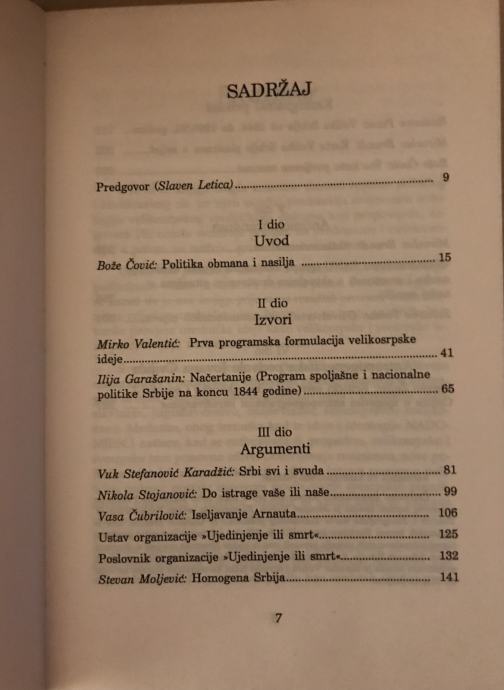 SADRŽAJ
Predgovor (Slaven Letica)........ 9
I dio
Uvod
Bože Čović: Politika obmana i nasilja ........ 15
II dio
Izvori
Mirko Valentić: Prva programska formulacija velikosrpske
ideje........ 41
Ilija Garašanin: Načertanije (Program spoljašne i nacionalne
politike Srbije na koncu 1844 godine)........ 65
III dio
Argumenti
Vuk Stefanović Karadžić: Srbi svi i svuda........ 81
Nikola Stojanović: Do istrage vaše ili naše........ 99
Vasa Čubrilović: Iseljavanje Arnauta........ 106
Ustav organizacije »Ujedinjenje ili smrt«........ 125
Poslovnik organizacije »Ujedinjenje ili smrt«........ 132
Stevan Moljević: Homogena Srbija........ 141
7